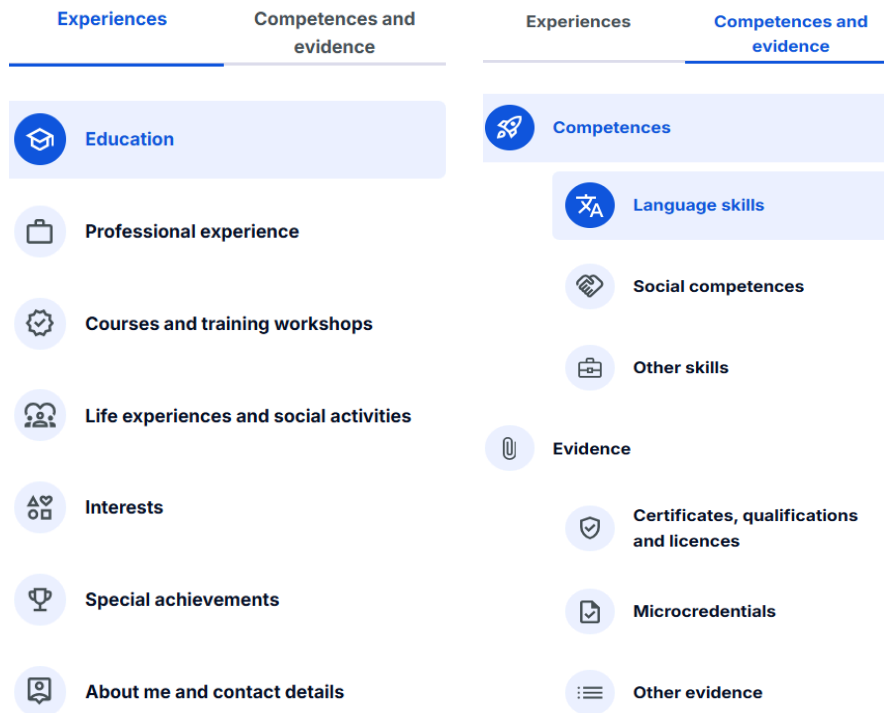 Experiences
Competences and
evidence
Education
Professional experience
Courses and training workshops
Life experiences and social activities
Interests
Special achievements
About me and contact details
Experiences
Competences and
evidence
Competences
Language skills
Social competences
Other skills
Evidence
Certificates, qualifications
and licences
Microcredentials
Other evidence